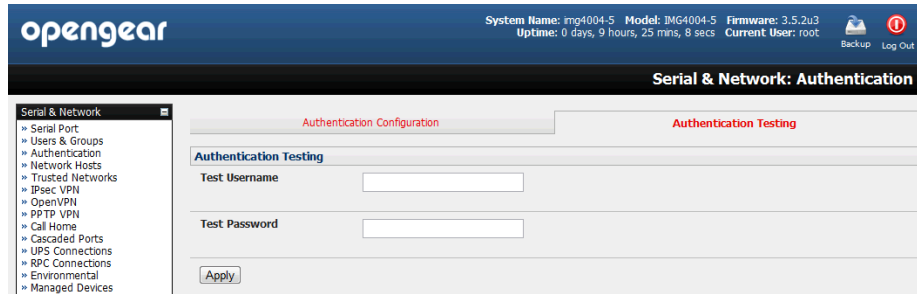 opengear
System Name: img4004-5 Model: IMG4004-5 Firmware: 3.5.2u3
Uptime: 0 days, 9 hours, 25 mins, 8 secs Current User: root
Backup
Log Out
Serial & Network: Authentication
Serial & Network
» Serial Port
» Users & Groups
» Authentication
» Network Hosts
» Trusted Networks
» IPsec VPN
» OpenVPN
» PPTP VPN
» Call Home
» Cascaded Ports
» UPS Connections
» RPC Connections
» Environmental
» Managed Devices
Authentication Configuration
Authentication Testing
Authentication Testing
Test Username
Test Password
Apply